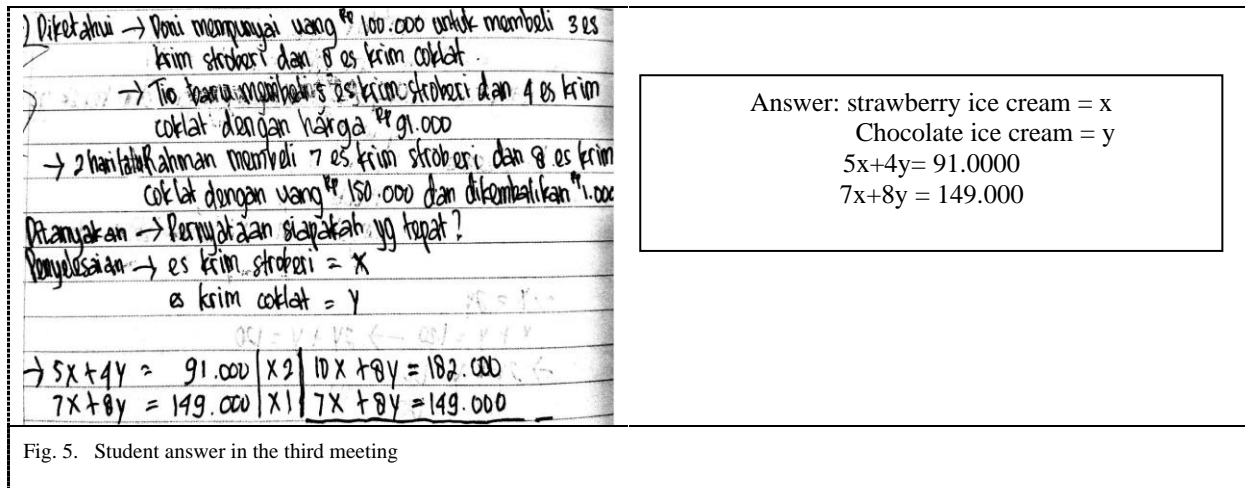 ) Diketahui → Doni mempunyai uang Rp 100.000 untuk membeli 3 es
krim stroberi dan 8 es krim coklat.
→ Tio membeli 5 es krim stroberi dan 4 es krim
coklat dengan harga Rp 91.000
→ 2 hari Rahman membeli 7 es krim stroberi dan 8 es krim
coklat dengan uang Rp 150.000 dan dikembalikan Rp 1.000
Ditanyakan → Pernyataan siapakah yg tepat?
Penyelesaian → es krim stroberi = x
es krim coklat = y
→ 5x + 4y = 91.000 | x2 | 10x + 8y = 182.000
7x + 8y = 149.000 | x1 | 7x + 8y = 149.000 −
Answer: strawberry ice cream = x
Chocolate ice cream = y
5x+4y= 91.0000
7x+8y = 149.000
Fig. 5. Student answer in the third meeting